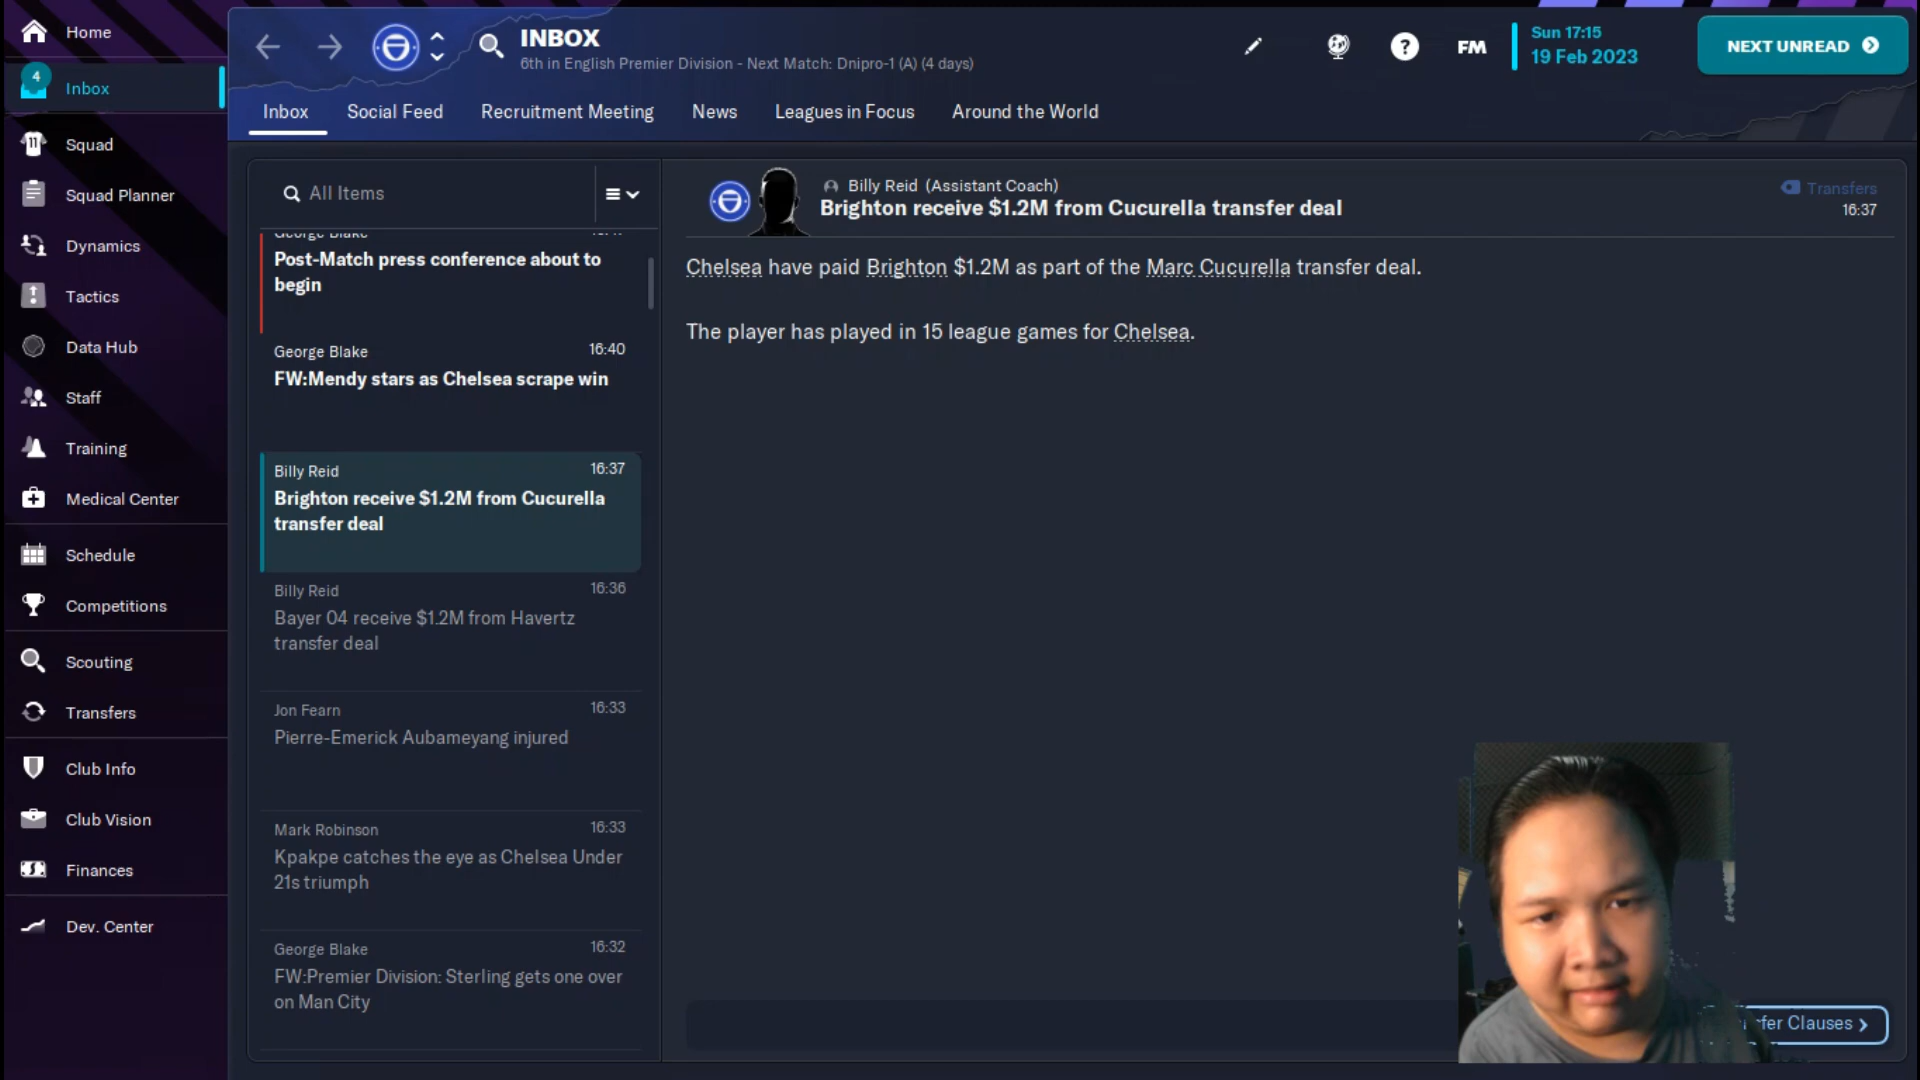 Home
4
Inbox
Squad
Squad Planner
Dynamics
Tactics
Data Hub
Staff
Training
Medical Center
Schedule
Competitions
Scouting
Transfers
Club Info
Club Vision
Finances
Dev. Center
INBOX
6th in English Premier Division - Next Match: Dnipro-1 (A) (4 days)
?
FM
Sun 17:15
19 Feb 2023
NEXT UNREAD
Inbox
Social Feed
Recruitment Meeting
News
Leagues in Focus
Around the World
All Items
George Blake
Post-Match press conference about to
begin
George Blake
16:40
FW:Mendy stars as Chelsea scrape win
Billy Reid
16:37
Brighton receive $1.2M from Cucurella
transfer deal
Billy Reid
16:36
Bayer 04 receive $1.2M from Havertz
transfer deal
Jon Fearn
16:33
Pierre-Emerick Aubameyang injured
Mark Robinson
16:33
Kpakpe catches the eye as Chelsea Under
21s triumph
George Blake
16:32
FW:Premier Division: Sterling gets one over
on Man City
Billy Reid (Assistant Coach)
Brighton receive $1.2M from Cucurella transfer deal
Transfers
16:37
Chelsea have paid Brighton $1.2M as part of the Marc Cucurella transfer deal.
The player has played in 15 league games for Chelsea.
Clauses